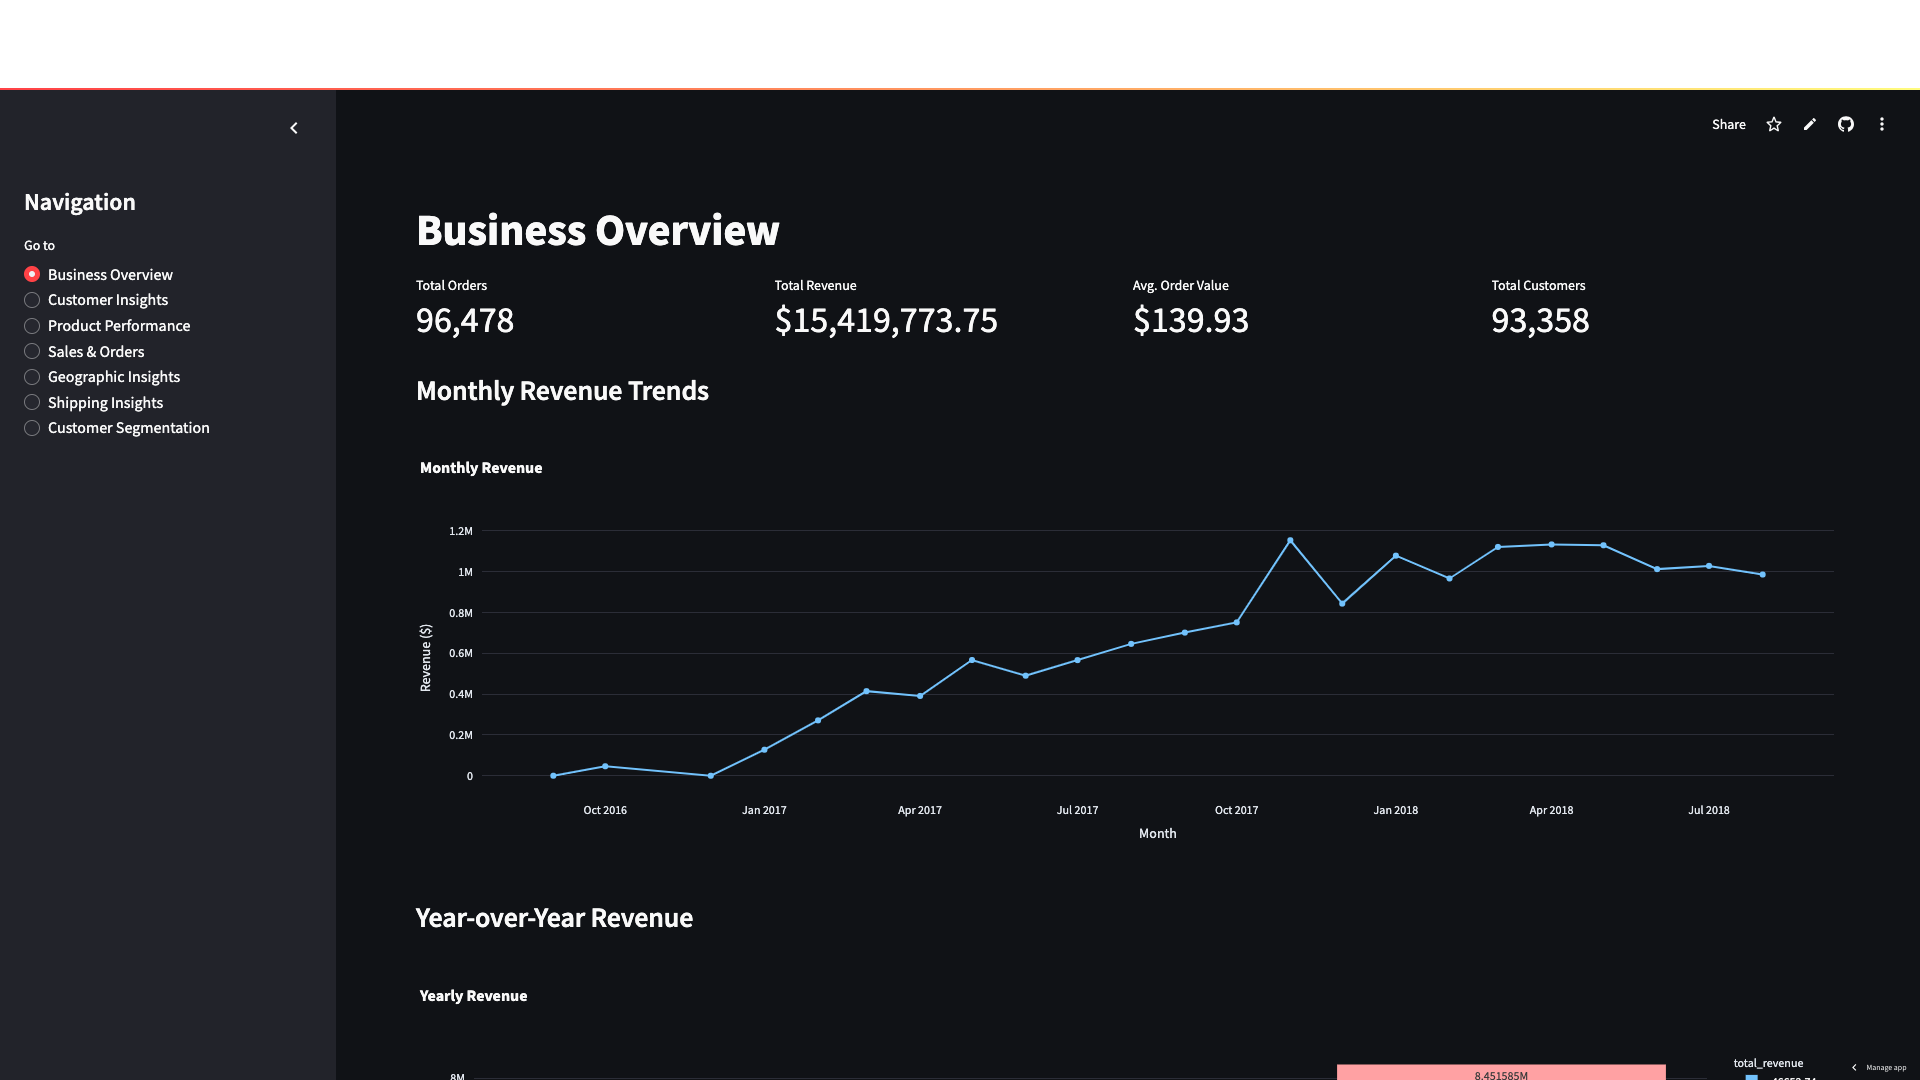 Share
Navigation
Go to
Business Overview
Customer Insights
Product Performance
Sales & Orders
Geographic Insights
Shipping Insights
Customer Segmentation
Business Overview
Total Orders
Total Revenue
Avg. Order Value
Total Customers
96,478
$15,419,773.75
$139.93
93,358
Monthly Revenue Trends
Monthly Revenue
1.2M
1M
0.8M
0.6M
0.4M
0.2M
0
Revenue ($)
Oct 2016
Jan 2017
Apr 2017
Jul 2017
Oct 2017
Jan 2018
Apr 2018
Jul 2018
Month
Year-over-Year Revenue
Yearly Revenue
8M
8.451585M
total_revenue
Manage app